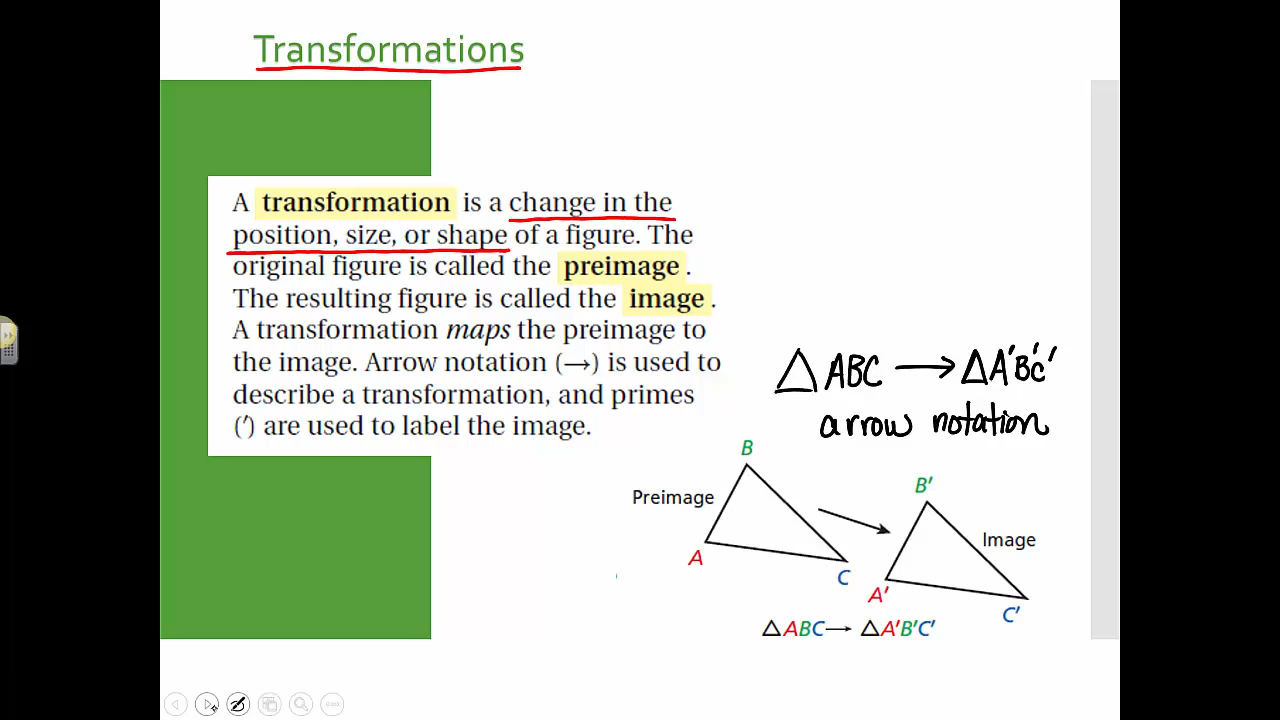 Transformations
A transformation is a change in the
position, size, or shape of a figure. The
original figure is called the preimage.
The resulting figure is called the image.
A transformation maps the preimage to
the image. Arrow notation (→) is used to
describe a transformation, and primes
(′) are used to label the image.
△ABC → △A′B′C′
arrow notation
B
Preimage
A
C
B′
Image
A′
C′
△ABC → △A′B′C′